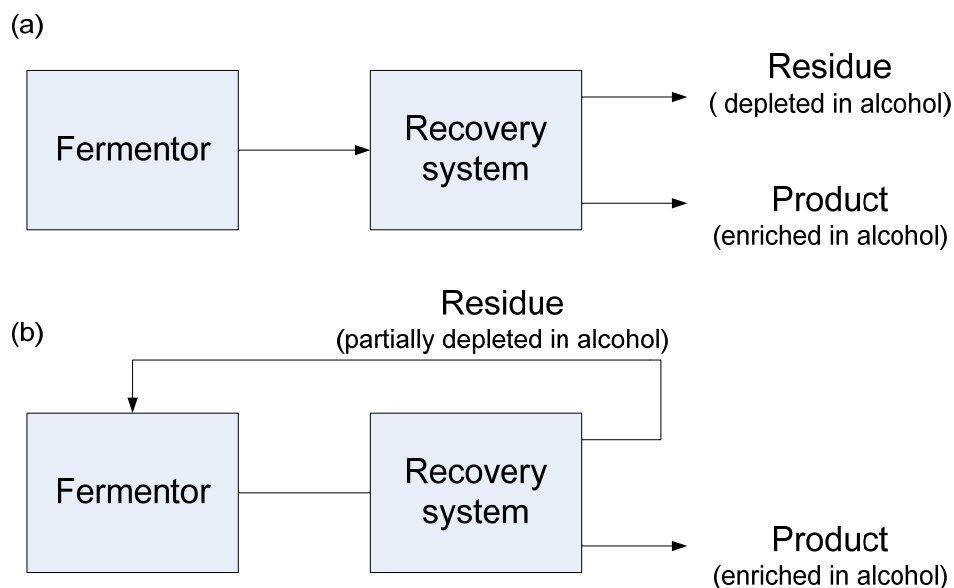 (a)
Fermentor
Recovery
system
Residue
( depleted in alcohol)
Product
(enriched in alcohol)
(b)
Residue
(partially depleted in alcohol)
Fermentor
Recovery
system
Product
(enriched in alcohol)